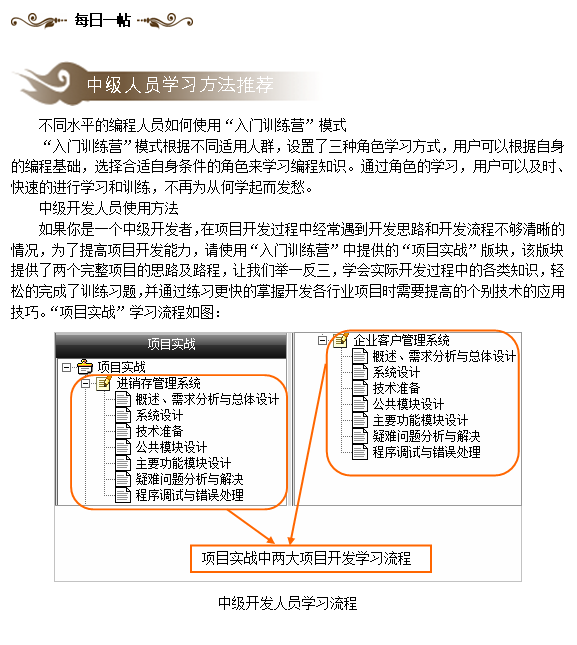 每日一帖
中级人员学习方法推荐
不同水平的编程人员如何使用“入门训练营”模式
“入门训练营”模式根据不同适用人群，设置了三种角色学习方式，用户可以根据自身
的编程基础，选择合适自身条件的角色来学习编程知识。通过角色的学习，用户可以及时、
快速的进行学习和训练，不再为从何学起而发愁。
中级开发人员使用方法
如果你是一个中级开发者，在项目开发过程中经常遇到开发思路和开发流程不够清晰的
情况，为了提高项目开发能力，请使用“入门训练营”中提供的“项目实战”版块，该版块
提供了两个完整项目的思路及路程，让我们举一反三，学会实际开发过程中的各类知识，轻
松的完成了训练习题，并通过练习更快的掌握开发各行业项目时需要提高的个别技术的应用
技巧。“项目实战”学习流程如图：
项目实战
项目实战
进销存管理系统
概述、需求分析与总体设计
系统设计
技术准备
公共模块设计
主要功能模块设计
疑难问题分析与解决
程序调试与错误处理
企业客户管理系统
概述、需求分析与总体设计
系统设计
技术准备
公共模块设计
主要功能模块设计
疑难问题分析与解决
程序调试与错误处理
项目实战中两大项目开发学习流程
中级开发人员学习流程